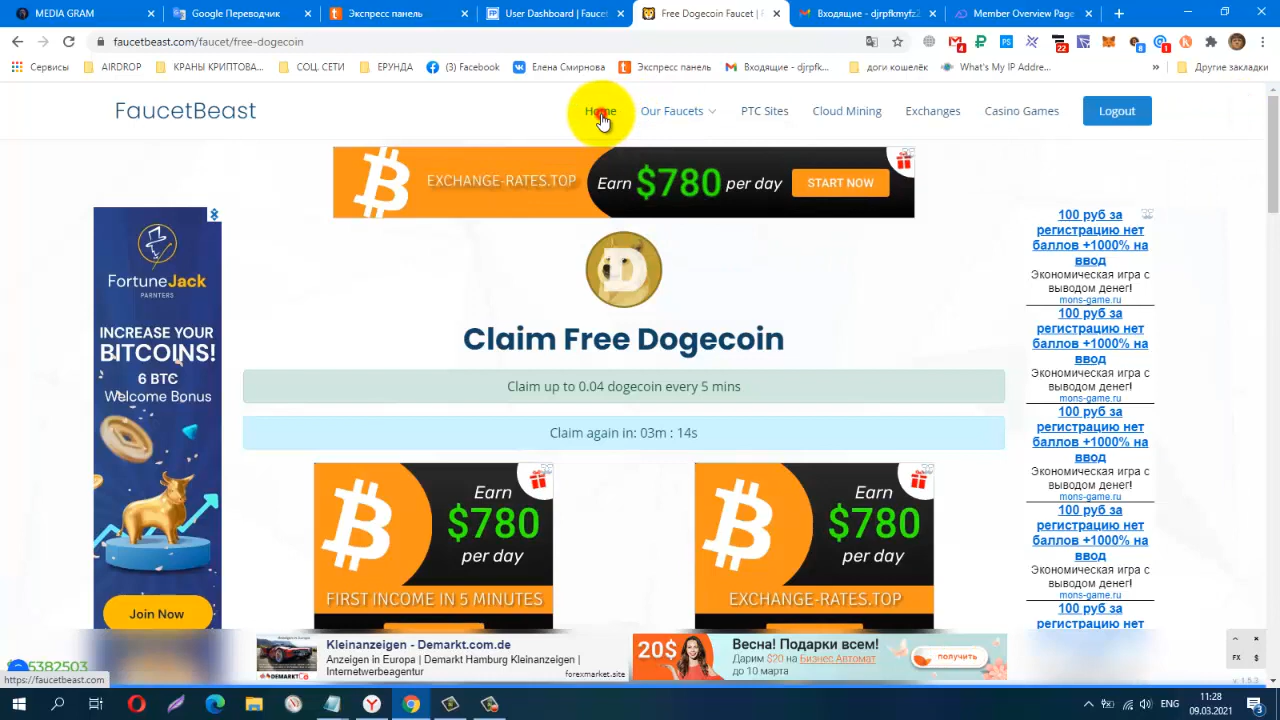 MEDIA GRAM
Google Переводчик
Экспресс панель
User Dashboard | Fauce
Free Dogecoin Faucet |
Входящие - djrpfkmyfz2
Member Overview Page
faucetbeast.com/faucet/free-dogecoin
Сервисы
AIRDROP
КРАНЫ КРИПТОВА...
СОЦ. СЕТИ
ЕРУНДА
(3) Facebook
Елена Смирнова
Экспресс панель
Входящие - djrpfk...
доги кошелёк
What's My IP Addre...
»
Другие закладки
FaucetBeast
Home
Our Faucets
PTC Sites
Cloud Mining
Exchanges
Casino Games
Logout
EXCHANGE-RATES.TOP
Earn $780 per day
START NOW
FortuneJack
PARNTERS
INCREASE YOUR
BITCOINS!
6 BTC
Welcome Bonus
Join Now
Claim Free Dogecoin
Claim up to 0.04 dogecoin every 5 mins
Claim again in: 03m : 14s
Earn
$780
per day
FIRST INCOME IN 5 MINUTES
Earn
$780
per day
EXCHANGE-RATES.TOP
100 руб за
регистрацию нет
баллов +1000% на
ввод
Экономическая игра с
выводом денег!
mons-game.ru
100 руб за
регистрацию нет
баллов +1000% на
ввод
Экономическая игра с
выводом денег!
mons-game.ru
100 руб за
регистрацию нет
баллов +1000% на
ввод
Экономическая игра с
выводом денег!
mons-game.ru
100 руб за
регистрацию нет
баллов +1000% на
ввод
Экономическая игра с
выводом денег!
mons-game.ru
100 руб за
регистрацию нет
Kleinanzeigen - Demarkt.com.de
Anzeigen in Europa | Demarkt Hamburg Kleinanzeigen |
Internetwerbeagentur
forexmarket.site
20$
Весна! Подарки всем!
Дарим $20 на Бизнес Автомат
до 10 марта
получить
FX $
5382503
https://faucetbeast.com
v 1.5.3
ENG
11:28
09.03.2021